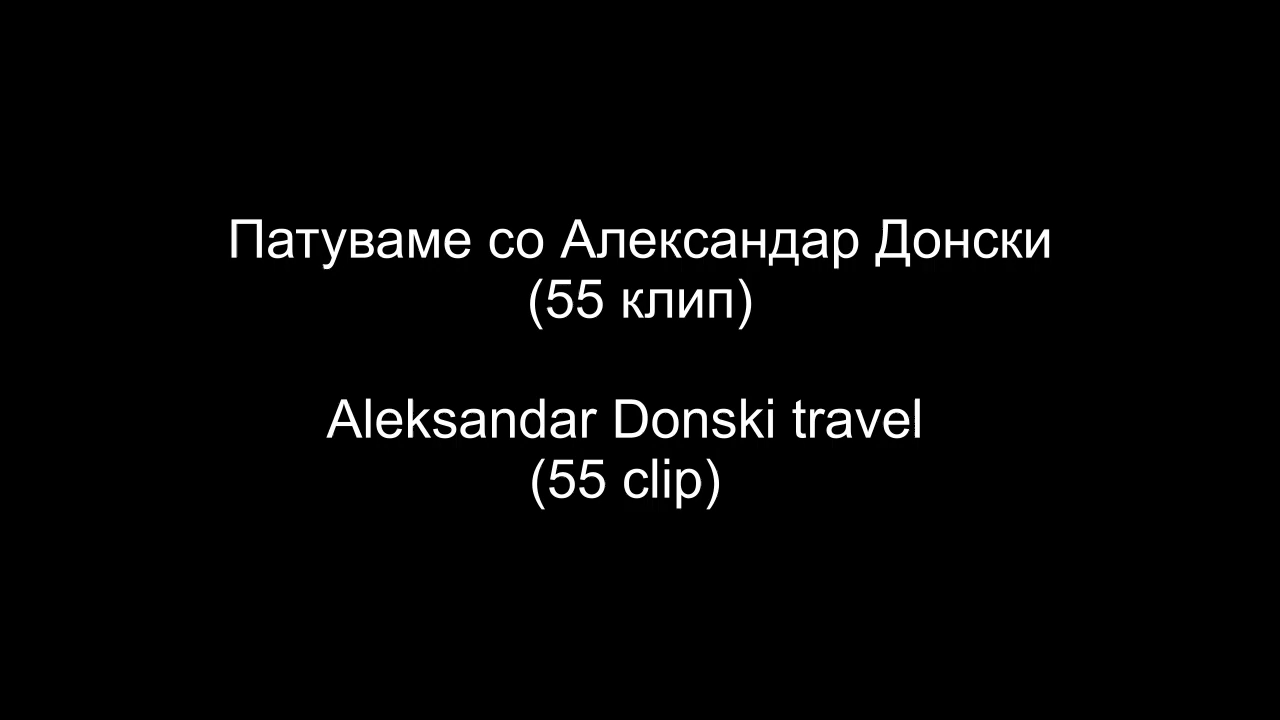 Патуваме со Александар Донски
(55 клип)
Aleksandar Donski travel
(55 clip)